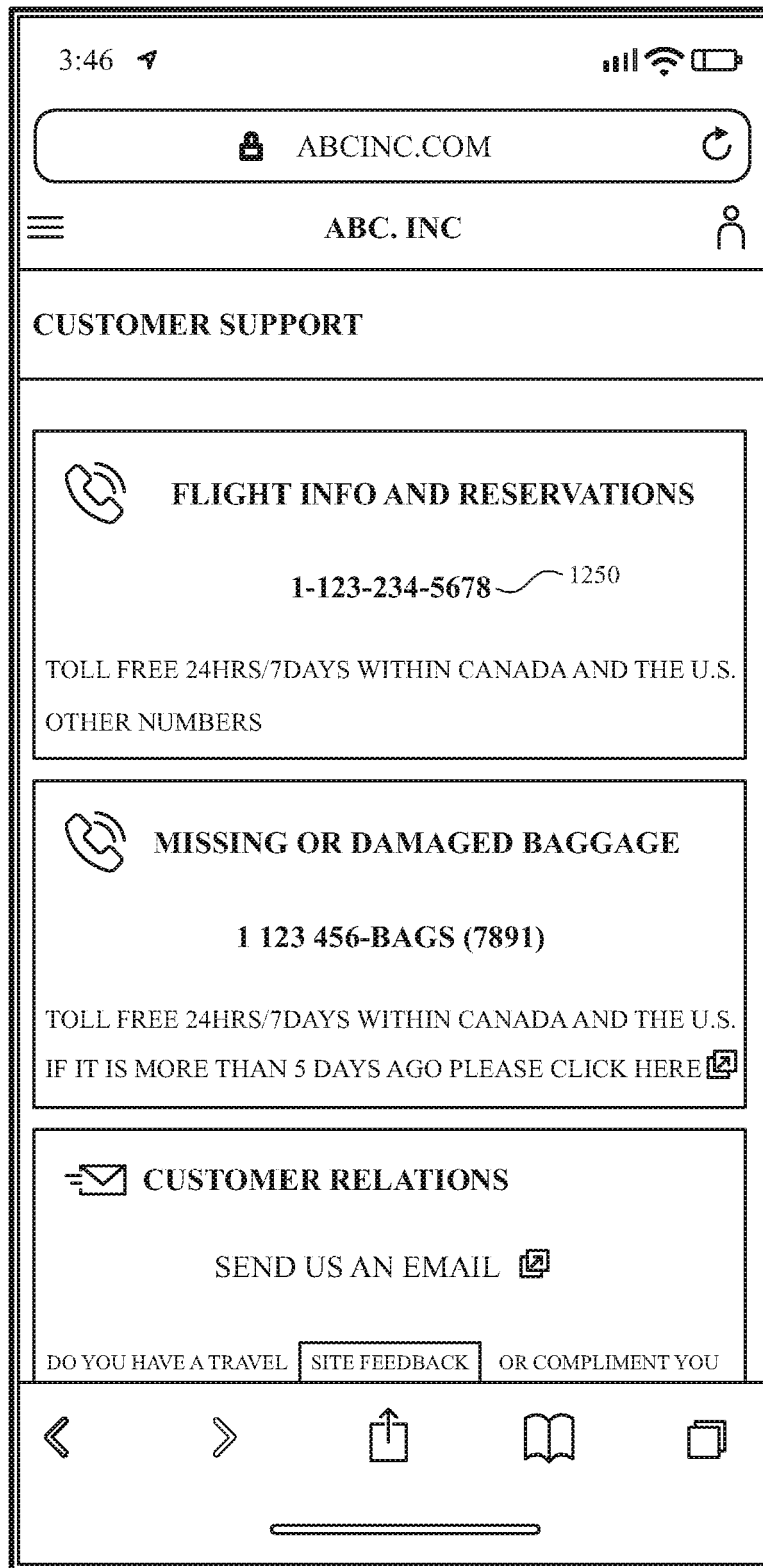 3:46
ABCINC.COM
ABC. INC
CUSTOMER SUPPORT
FLIGHT INFO AND RESERVATIONS
1-123-234-5678 1250
TOLL FREE 24HRS/7DAYS WITHIN CANADA AND THE U.S.
OTHER NUMBERS
MISSING OR DAMAGED BAGGAGE
1 123 456-BAGS (7891)
TOLL FREE 24HRS/7DAYS WITHIN CANADA AND THE U.S.
IF IT IS MORE THAN 5 DAYS AGO PLEASE CLICK HERE
CUSTOMER RELATIONS
SEND US AN EMAIL
DO YOU HAVE A TRAVEL SITE FEEDBACK OR COMPLIMENT YOU